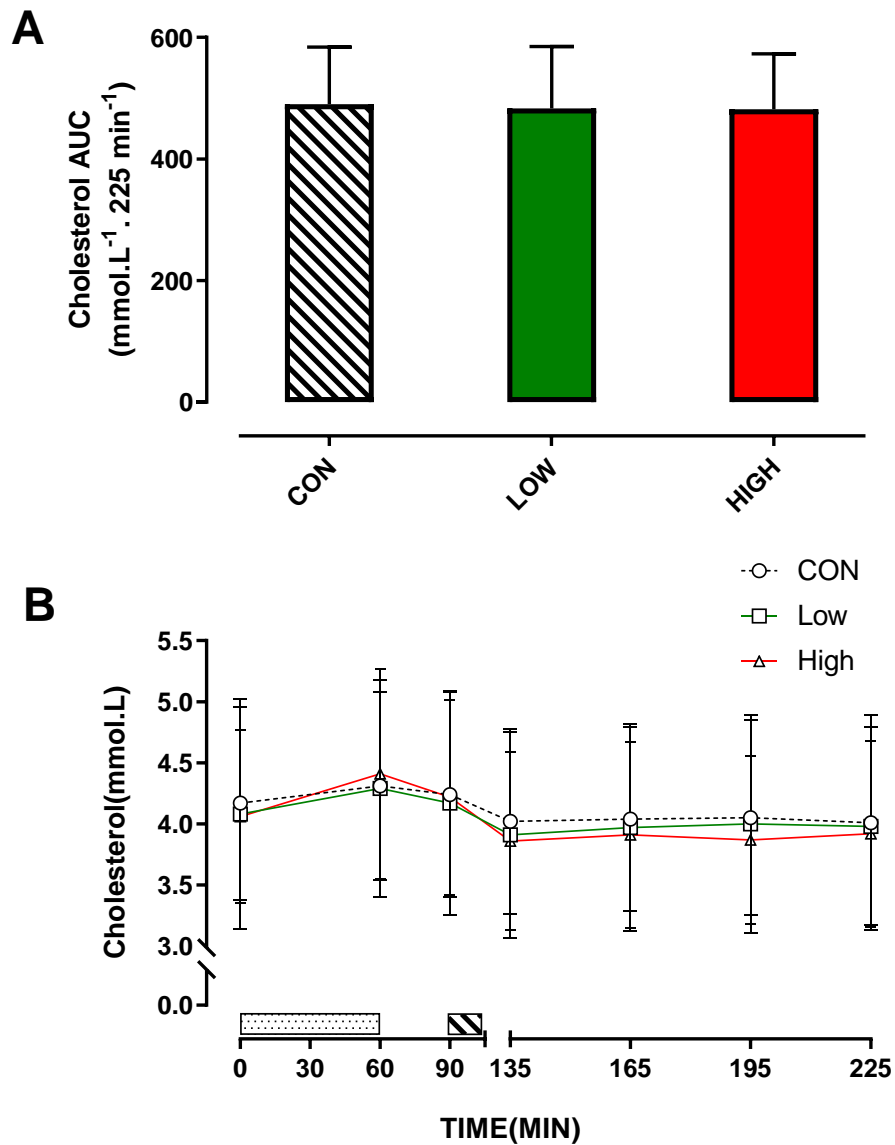 A
Cholesterol AUC
(mmol.L⁻¹ . 225 min⁻¹)
600
400
200
0
CON
LOW
HIGH
B
CON
Low
High
Cholesterol(mmol.L)
5.5
5.0
4.5
4.0
3.5
3.0
0.0
0 30 60 90 135 165 195 225
TIME(MIN)